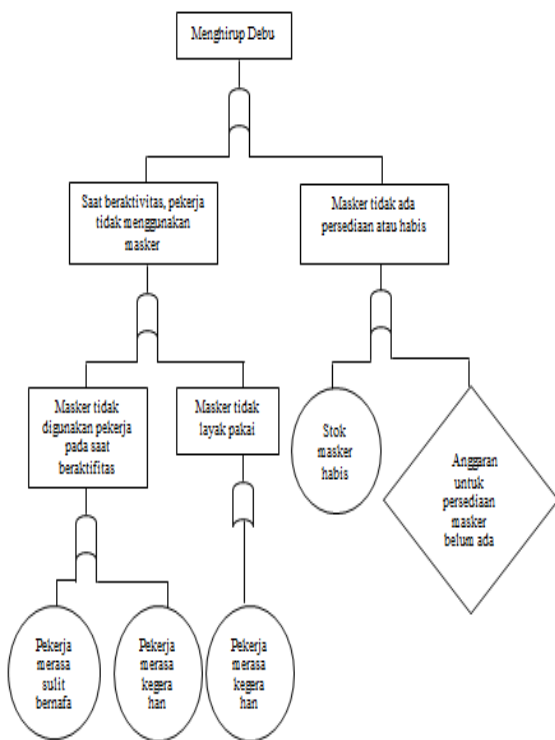 Menghirup Debu
Saat beraktivitas, pekerja
tidak menggunakan
masker
Masker tidak ada
persediaan atau habis
Masker tidak
digunakan pekerja
pada saat
beraktifitas
Masker tidak
layak pakai
Stok
masker
habis
Anggaran
untuk
persediaan
masker
belum ada
Pekerja
merasa
sulit
bernafa
Pekerja
merasa
kegera
han
Pekerja
merasa
kegera
han